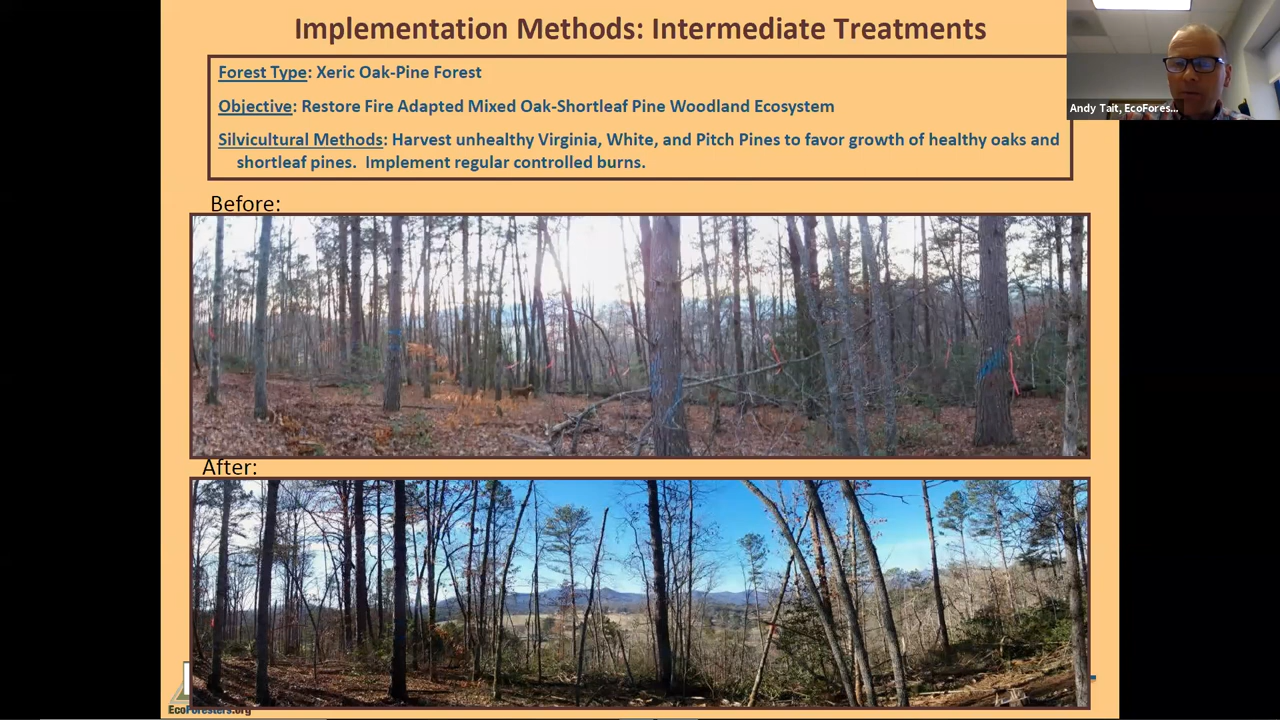 Implementation Methods: Intermediate Treatments
Forest Type: Xeric Oak-Pine Forest
Objective: Restore Fire Adapted Mixed Oak-Shortleaf Pine Woodland Ecosystem
Silvicultural Methods: Harvest unhealthy Virginia, White, and Pitch Pines to favor growth of healthy oaks and
shortleaf pines. Implement regular controlled burns.
Andy Tait, EcoFores...
Before:
After:
EcoForesters.org